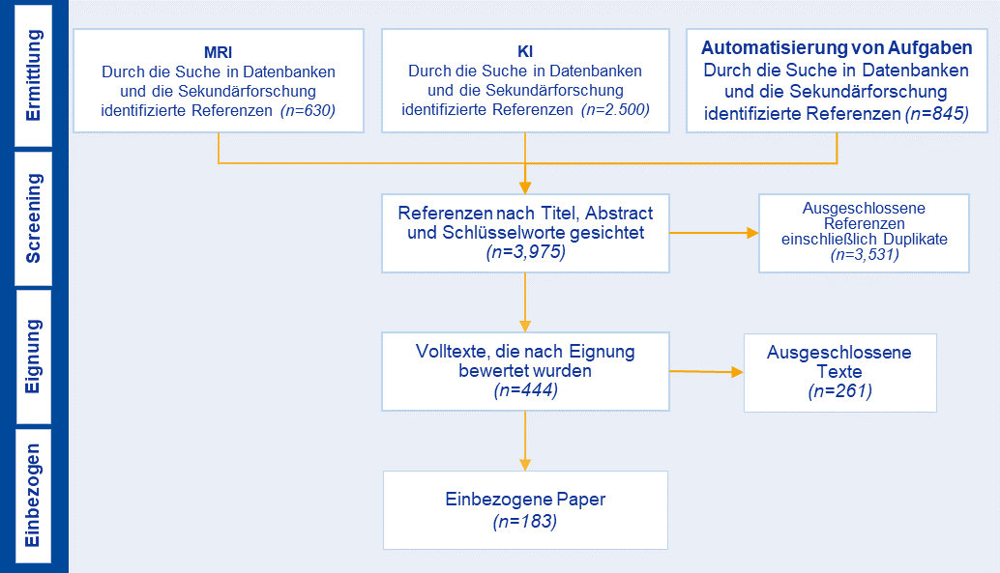 Ermittlung
MRI
Durch die Suche in Datenbanken
und die Sekundärforschung
identifizierte Referenzen (n=630)
KI
Durch die Suche in Datenbanken
und die Sekundärforschung
identifizierte Referenzen (n=2.500)
Automatisierung von Aufgaben
Durch die Suche in Datenbanken
und die Sekundärforschung
identifizierte Referenzen (n=845)
Screening
Referenzen nach Titel, Abstract
und Schlüsselworte gesichtet
(n=3,975)
Ausgeschlossene
Referenzen
einschließlich Duplikate
(n=3,531)
Eignung
Volltexte, die nach Eignung
bewertet wurden
(n=444)
Ausgeschlossene
Texte
(n=261)
Einbezogen
Einbezogene Paper
(n=183)